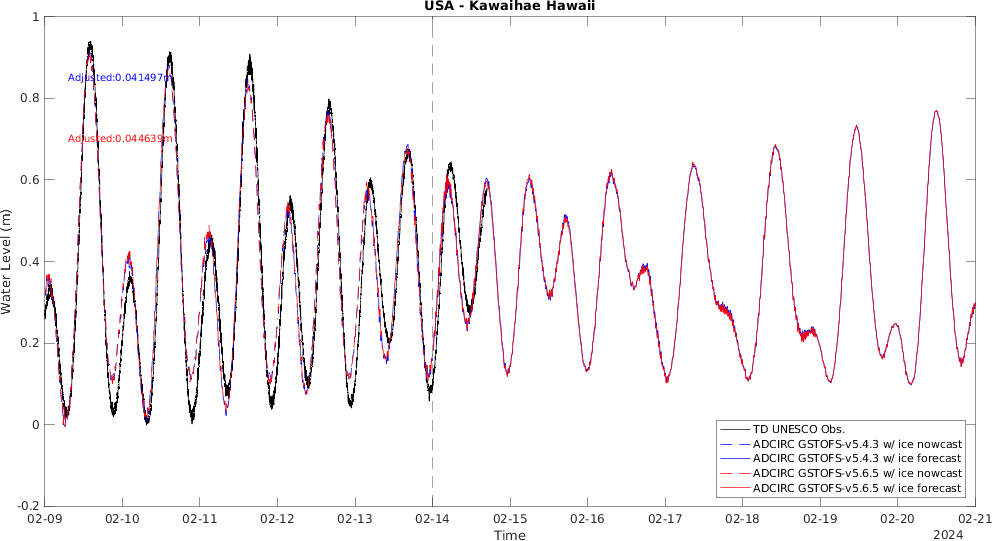 USA - Kawaihae Hawaii
1
0.8
0.6
0.4
0.2
0
-0.2
Water Level (m)
Adjusted:0.041497m
Adjusted:0.044639m
TD UNESCO Obs.
ADCIRC GSTOFS-v5.4.3 w/ ice nowcast
ADCIRC GSTOFS-v5.4.3 w/ ice forecast
ADCIRC GSTOFS-v5.6.5 w/ ice nowcast
ADCIRC GSTOFS-v5.6.5 w/ ice forecast
02-09 02-10 02-11 02-12 02-13 02-14 02-15 02-16 02-17 02-18 02-19 02-20 02-21
Time
2024